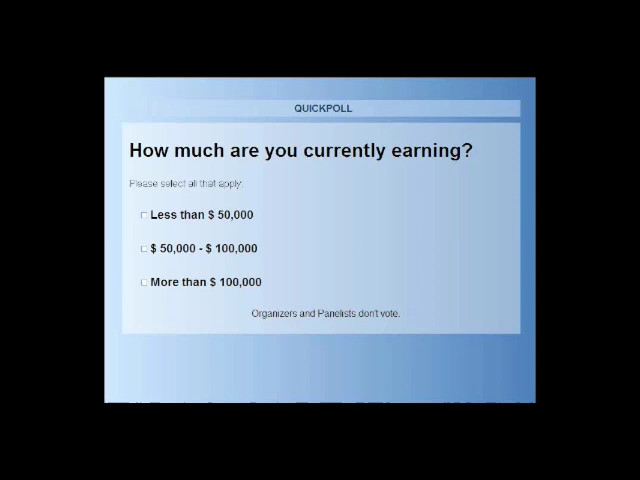 QUICKPOLL
How much are you currently earning?
Please select all that apply:
Less than $ 50,000
$ 50,000 - $ 100,000
More than $ 100,000
Organizers and Panelists don't vote.